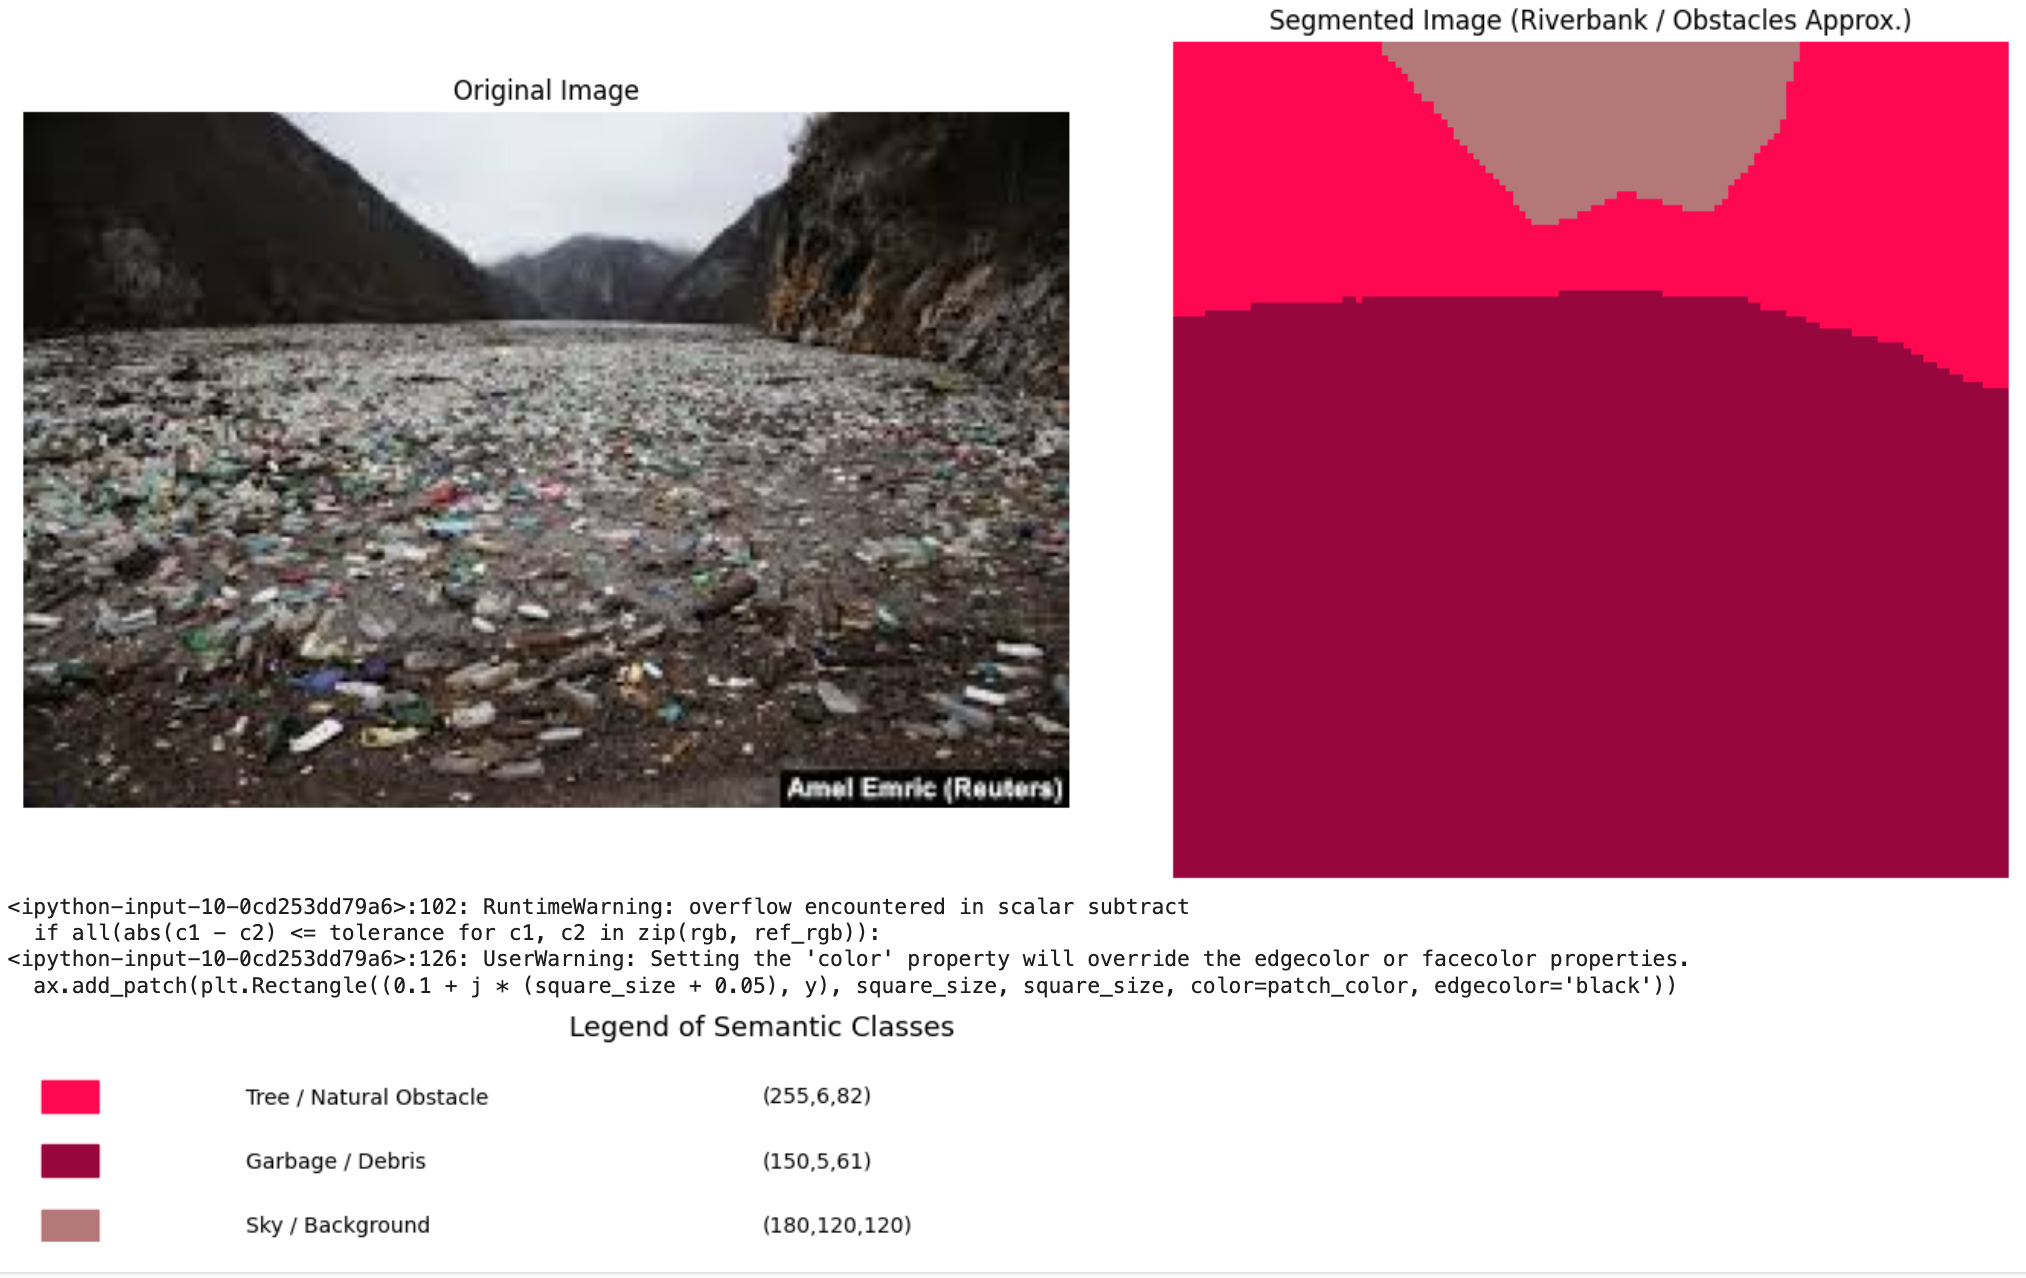 Segmented Image (Riverbank / Obstacles Approx.)
Original Image
Amel Emric (Reuters)
<ipython-input-10-0cd253dd79a6>:102: RuntimeWarning: overflow encountered in scalar subtract
  if all(abs(c1 - c2) <= tolerance for c1, c2 in zip(rgb, ref_rgb)):
<ipython-input-10-0cd253dd79a6>:126: UserWarning: Setting the 'color' property will override the edgecolor or facecolor properties.
  ax.add_patch(plt.Rectangle((0.1 + j * (square_size + 0.05), y), square_size, square_size, color=patch_color, edgecolor='black'))
Legend of Semantic Classes
Tree / Natural Obstacle (255,6,82)
Garbage / Debris (150,5,61)
Sky / Background (180,120,120)